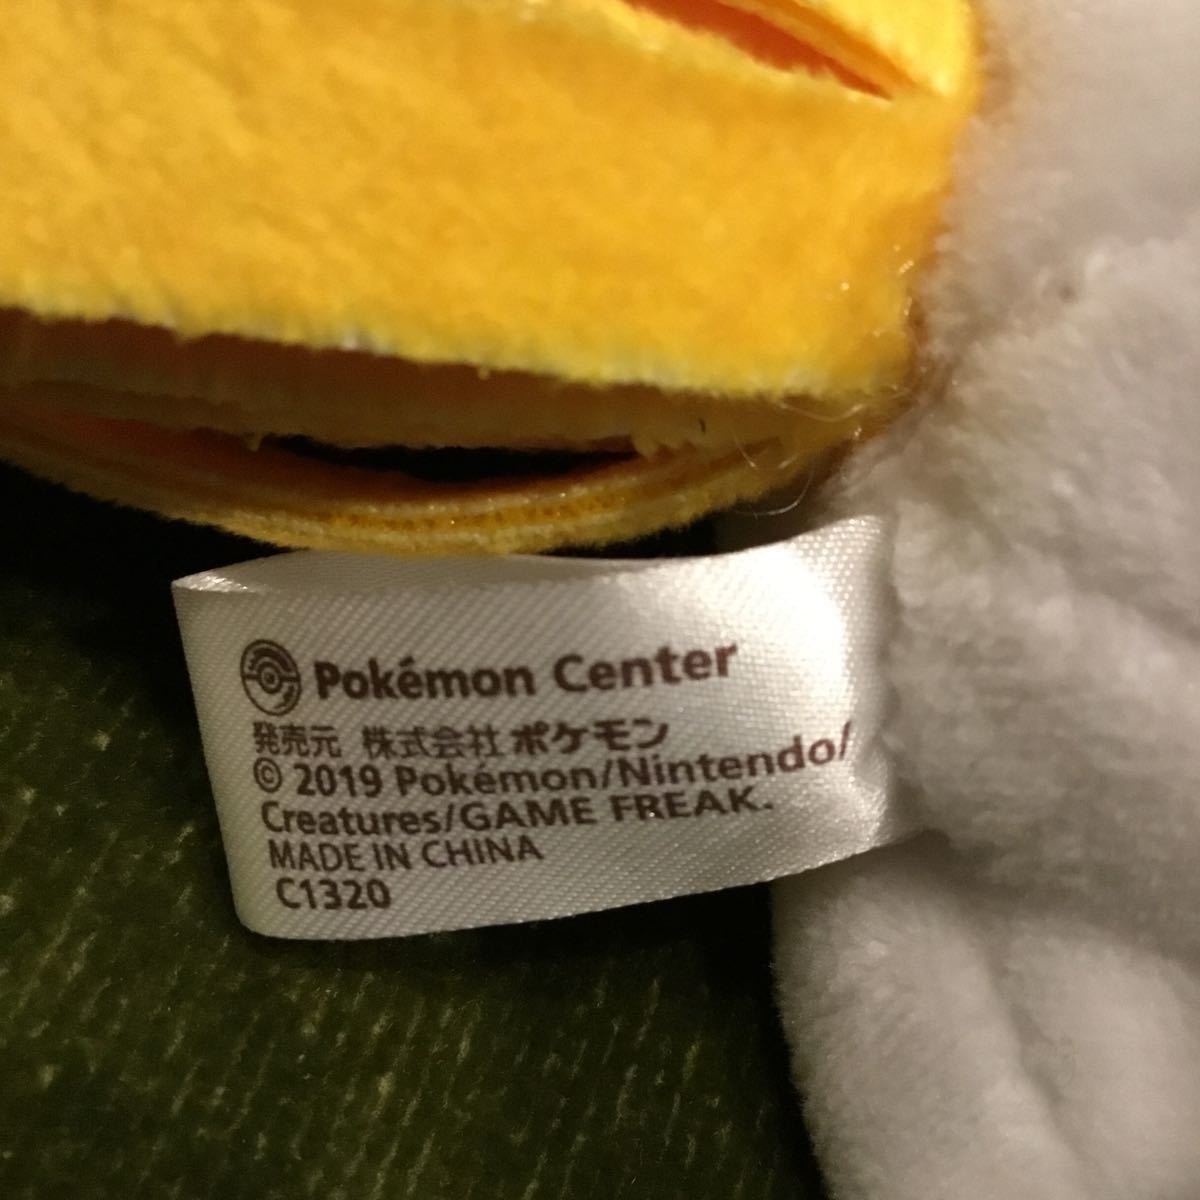 Pokémon Center
発売元 株式会社ポケモン
© 2019 Pokémon/Nintendo/
Creatures/GAME FREAK.
MADE IN CHINA
C1320